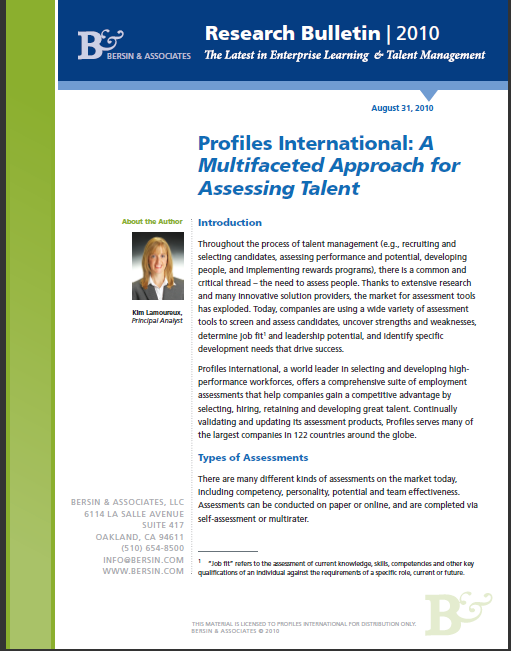 B&
BERSIN & ASSOCIATES
Research Bulletin | 2010
The Latest in Enterprise Learning & Talent Management
August 31, 2010
Profiles International: A
Multifaceted Approach for
Assessing Talent
About the Author
Kim Lamoureux,
Principal Analyst
Introduction
Throughout the process of talent management (e.g., recruiting and
selecting candidates, assessing performance and potential, developing
people, and implementing rewards programs), there is a common and
critical thread – the need to assess people. Thanks to extensive research
and many innovative solution providers, the market for assessment tools
has exploded. Today, companies are using a wide variety of assessment
tools to screen and assess candidates, uncover strengths and weaknesses,
determine job fit¹ and leadership potential, and identify specific
development needs that drive success.
Profiles International, a world leader in selecting and developing high-
performance workforces, offers a comprehensive suite of employment
assessments that help companies gain a competitive advantage by
selecting, hiring, retaining and developing great talent. Continually
validating and updating its assessment products, Profiles serves many of
the largest companies in 122 countries around the globe.
Types of Assessments
There are many different kinds of assessments on the market today,
including competency, personality, potential and team effectiveness.
Assessments can be conducted on paper or online, and are completed via
self-assessment or multirater.
BERSIN & ASSOCIATES, LLC
6114 LA SALLE AVENUE
SUITE 417
OAKLAND, CA 94611
(510) 654-8500
INFO@BERSIN.COM
WWW.BERSIN.COM
¹ "Job fit" refers to the assessment of current knowledge, skills, competencies and other key
qualifications of an individual against the requirements of a specific role, current or future.
THIS MATERIAL IS LICENSED TO PROFILES INTERNATIONAL FOR DISTRIBUTION ONLY.
BERSIN & ASSOCIATES © 2010
B&